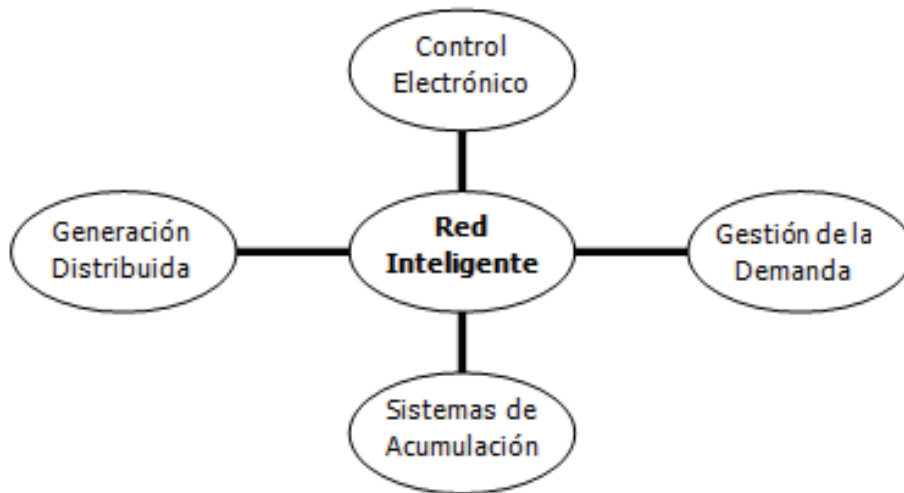 Control
Electrónico
Generación
Distribuida
Red
Inteligente
Gestión de la
Demanda
Sistemas de
Acumulación